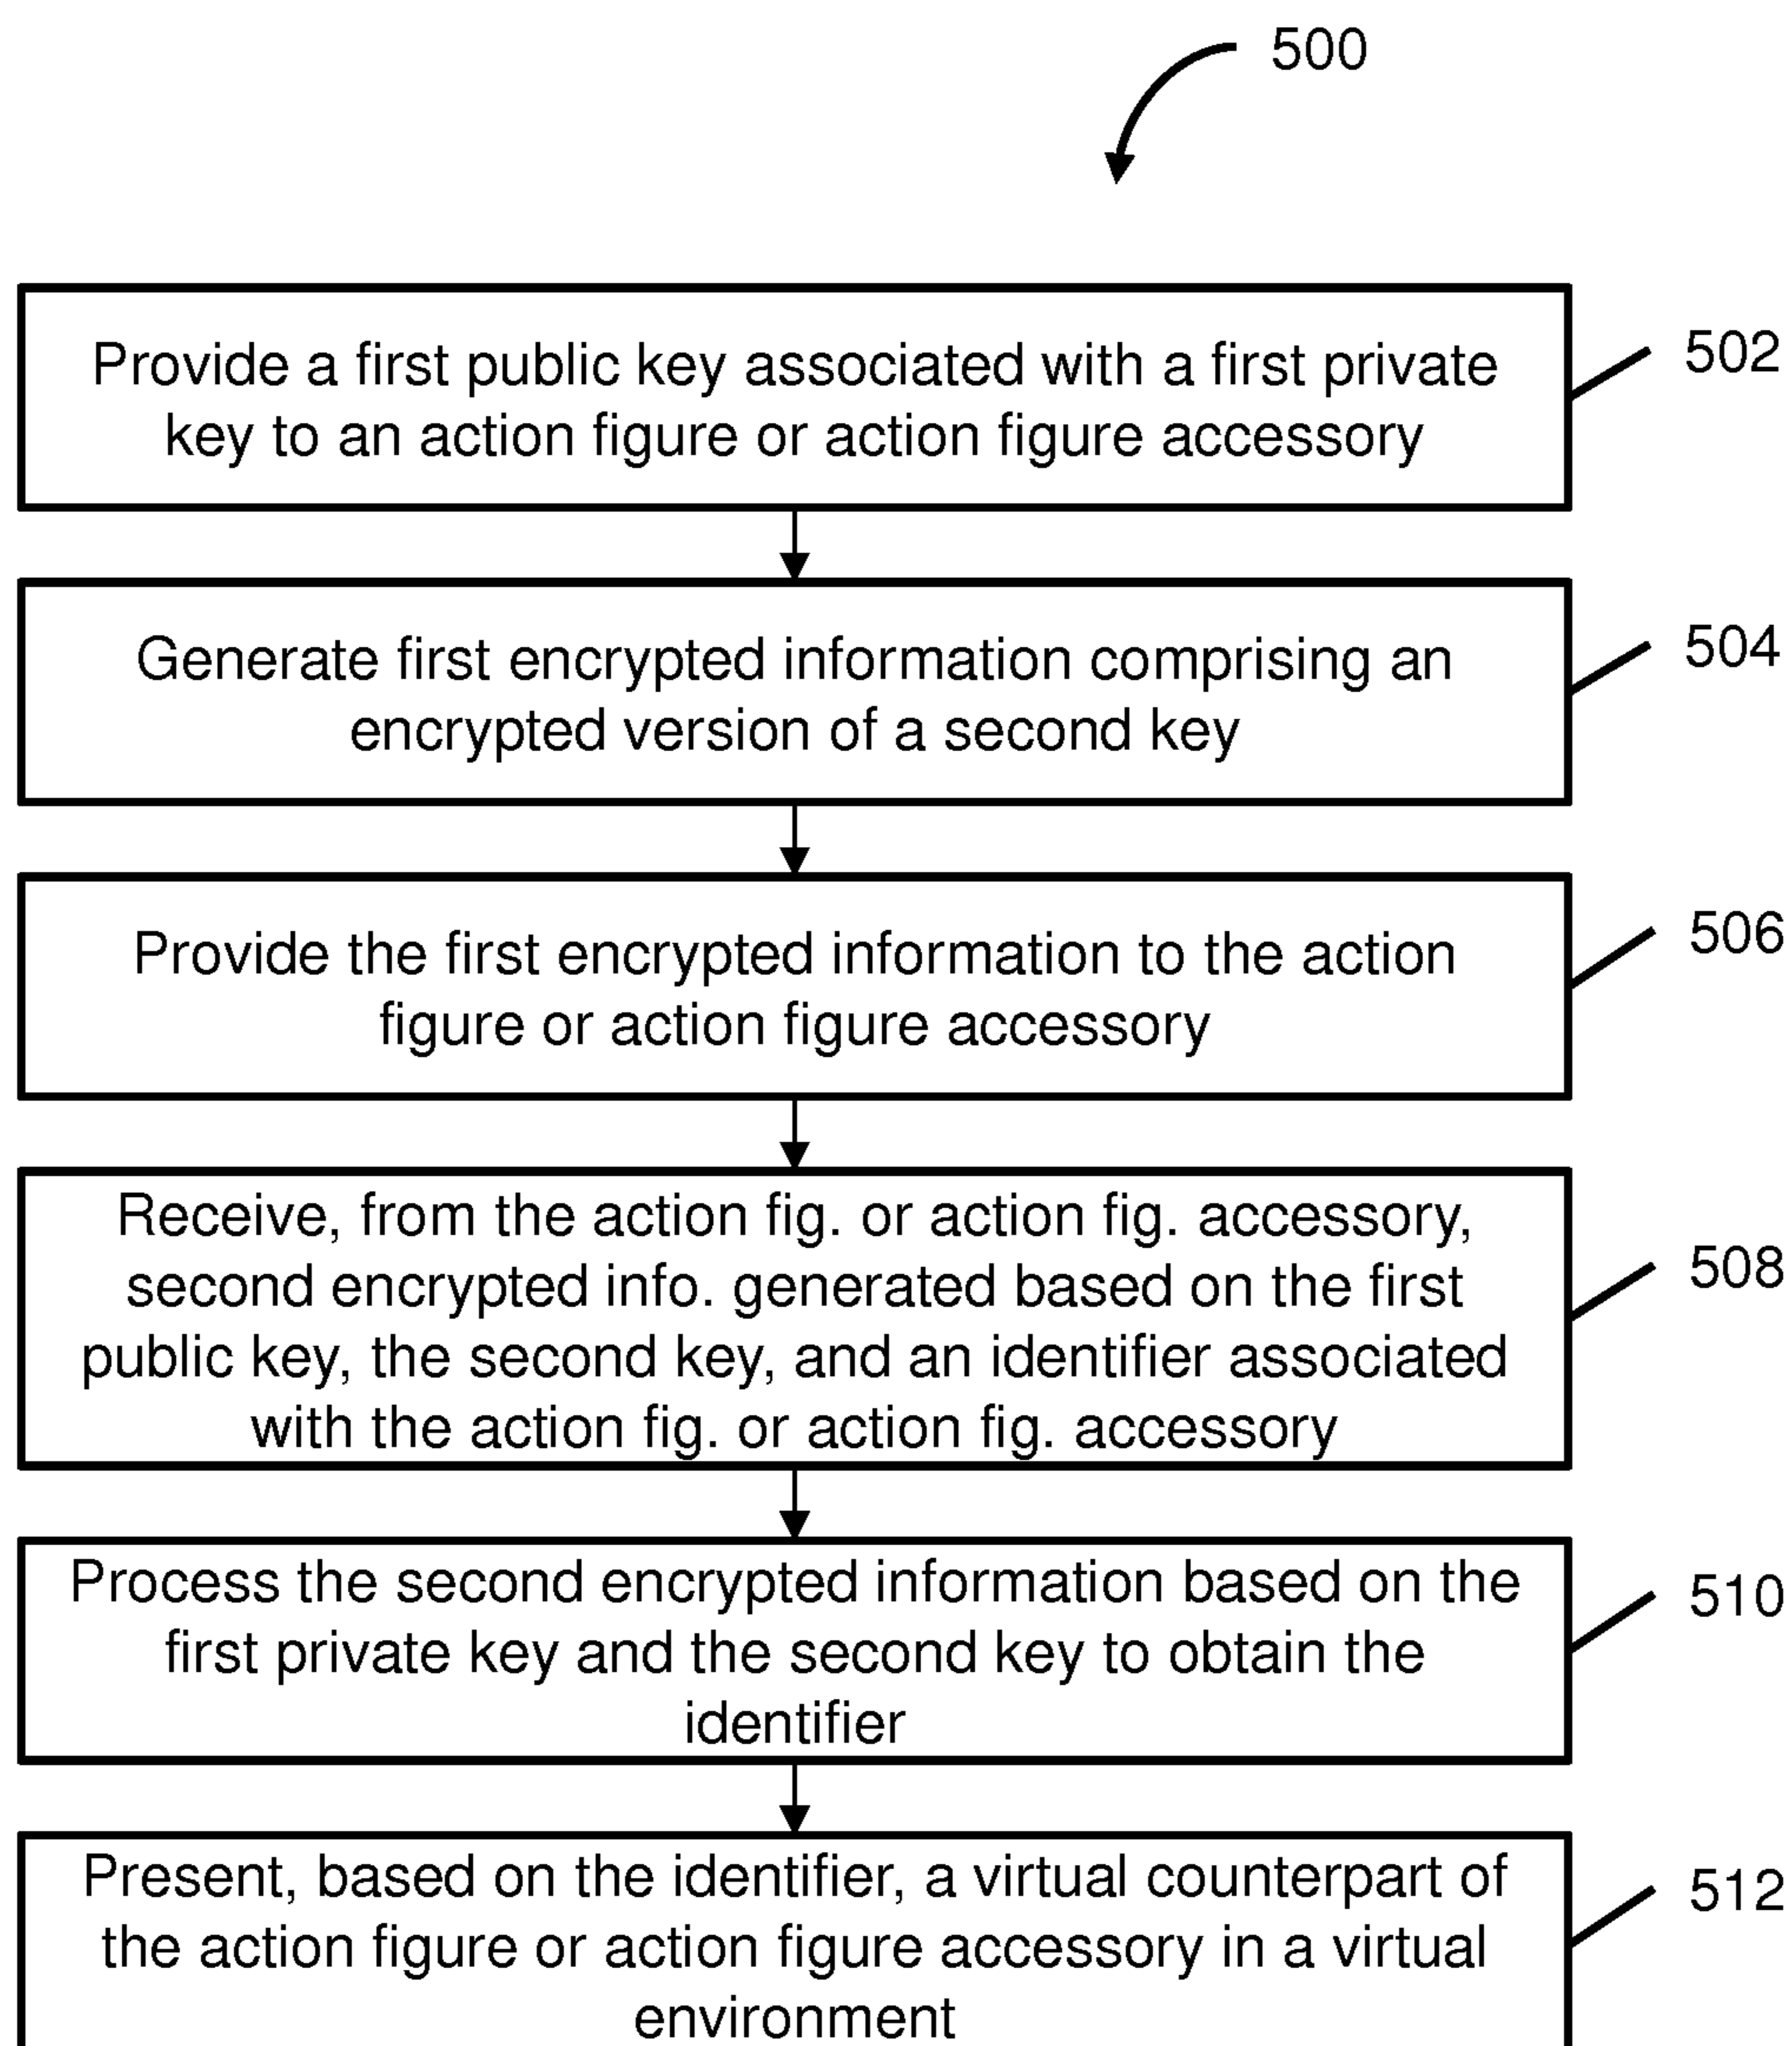 500
Provide a first public key associated with a first private
key to an action figure or action figure accessory
502
Generate first encrypted information comprising an
encrypted version of a second key
504
Provide the first encrypted information to the action
figure or action figure accessory
506
Receive, from the action fig. or action fig. accessory,
second encrypted info. generated based on the first
public key, the second key, and an identifier associated
with the action fig. or action fig. accessory
508
Process the second encrypted information based on the
first private key and the second key to obtain the
identifier
510
Present, based on the identifier, a virtual counterpart of
the action figure or action figure accessory in a virtual
environment
512